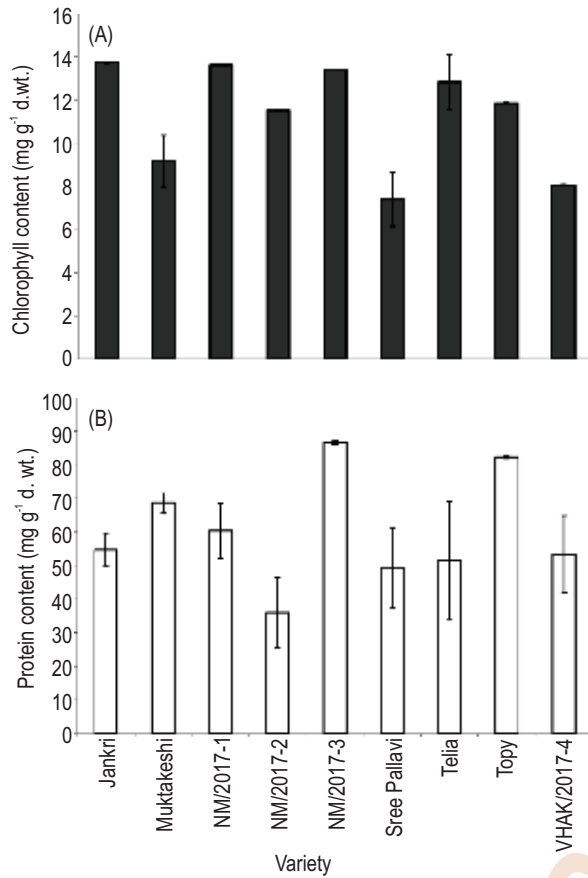 (A)
Chlorophyll content (mg g-1 d.wt.)
16
14
12
10
8
6
4
2
0
(B)
Protein content (mg g-1 d. wt.)
100
90
80
70
60
50
40
30
20
10
0
Jankri
Muktakeshi
NM/2017-1
NM/2017-2
NM/2017-3
Sree Pallavi
Telia
Topy
VHAK/2017-4
Variety